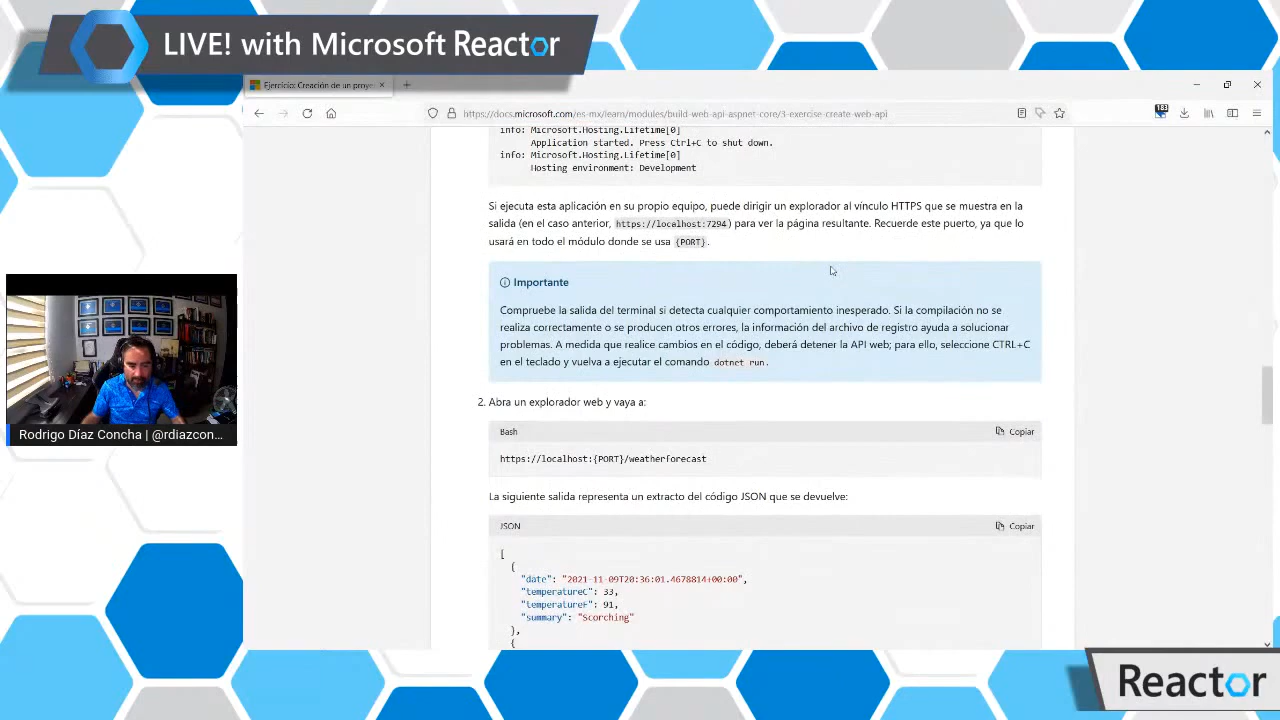 LIVE! with Microsoft Reactor
Ejercicio: Creación de un proye
https://docs.microsoft.com/es-mx/learn/modules/build-web-api-aspnet-core/3-exercise-create-web-api
183
info: Microsoft.Hosting.Lifetime[0]
Application started. Press Ctrl+C to shut down.
info: Microsoft.Hosting.Lifetime[0]
Hosting environment: Development
Si ejecuta esta aplicación en su propio equipo, puede dirigir un explorador al vínculo HTTPS que se muestra en la
salida (en el caso anterior, https://localhost:7294) para ver la página resultante. Recuerde este puerto, ya que lo
usará en todo el módulo donde se usa {PORT}.
Importante
Compruebe la salida del terminal si detecta cualquier comportamiento inesperado. Si la compilación no se
realiza correctamente o se producen otros errores, la información del archivo de registro ayuda a solucionar
problemas. A medida que realice cambios en el código, deberá detener la API web; para ello, seleccione CTRL+C
en el teclado y vuelva a ejecutar el comando dotnet run.
2. Abra un explorador web y vaya a:
Bash
Copiar
https://localhost:{PORT}/weatherforecast
La siguiente salida representa un extracto del código JSON que se devuelve:
JSON
Copiar
[
{
"date": "2021-11-09T20:36:01.4678814+00:00",
"temperatureC": 33,
"temperatureF": 91,
"summary": "Scorching"
},
{
Rodrigo Díaz Concha | @rdiazcon...
Reactor